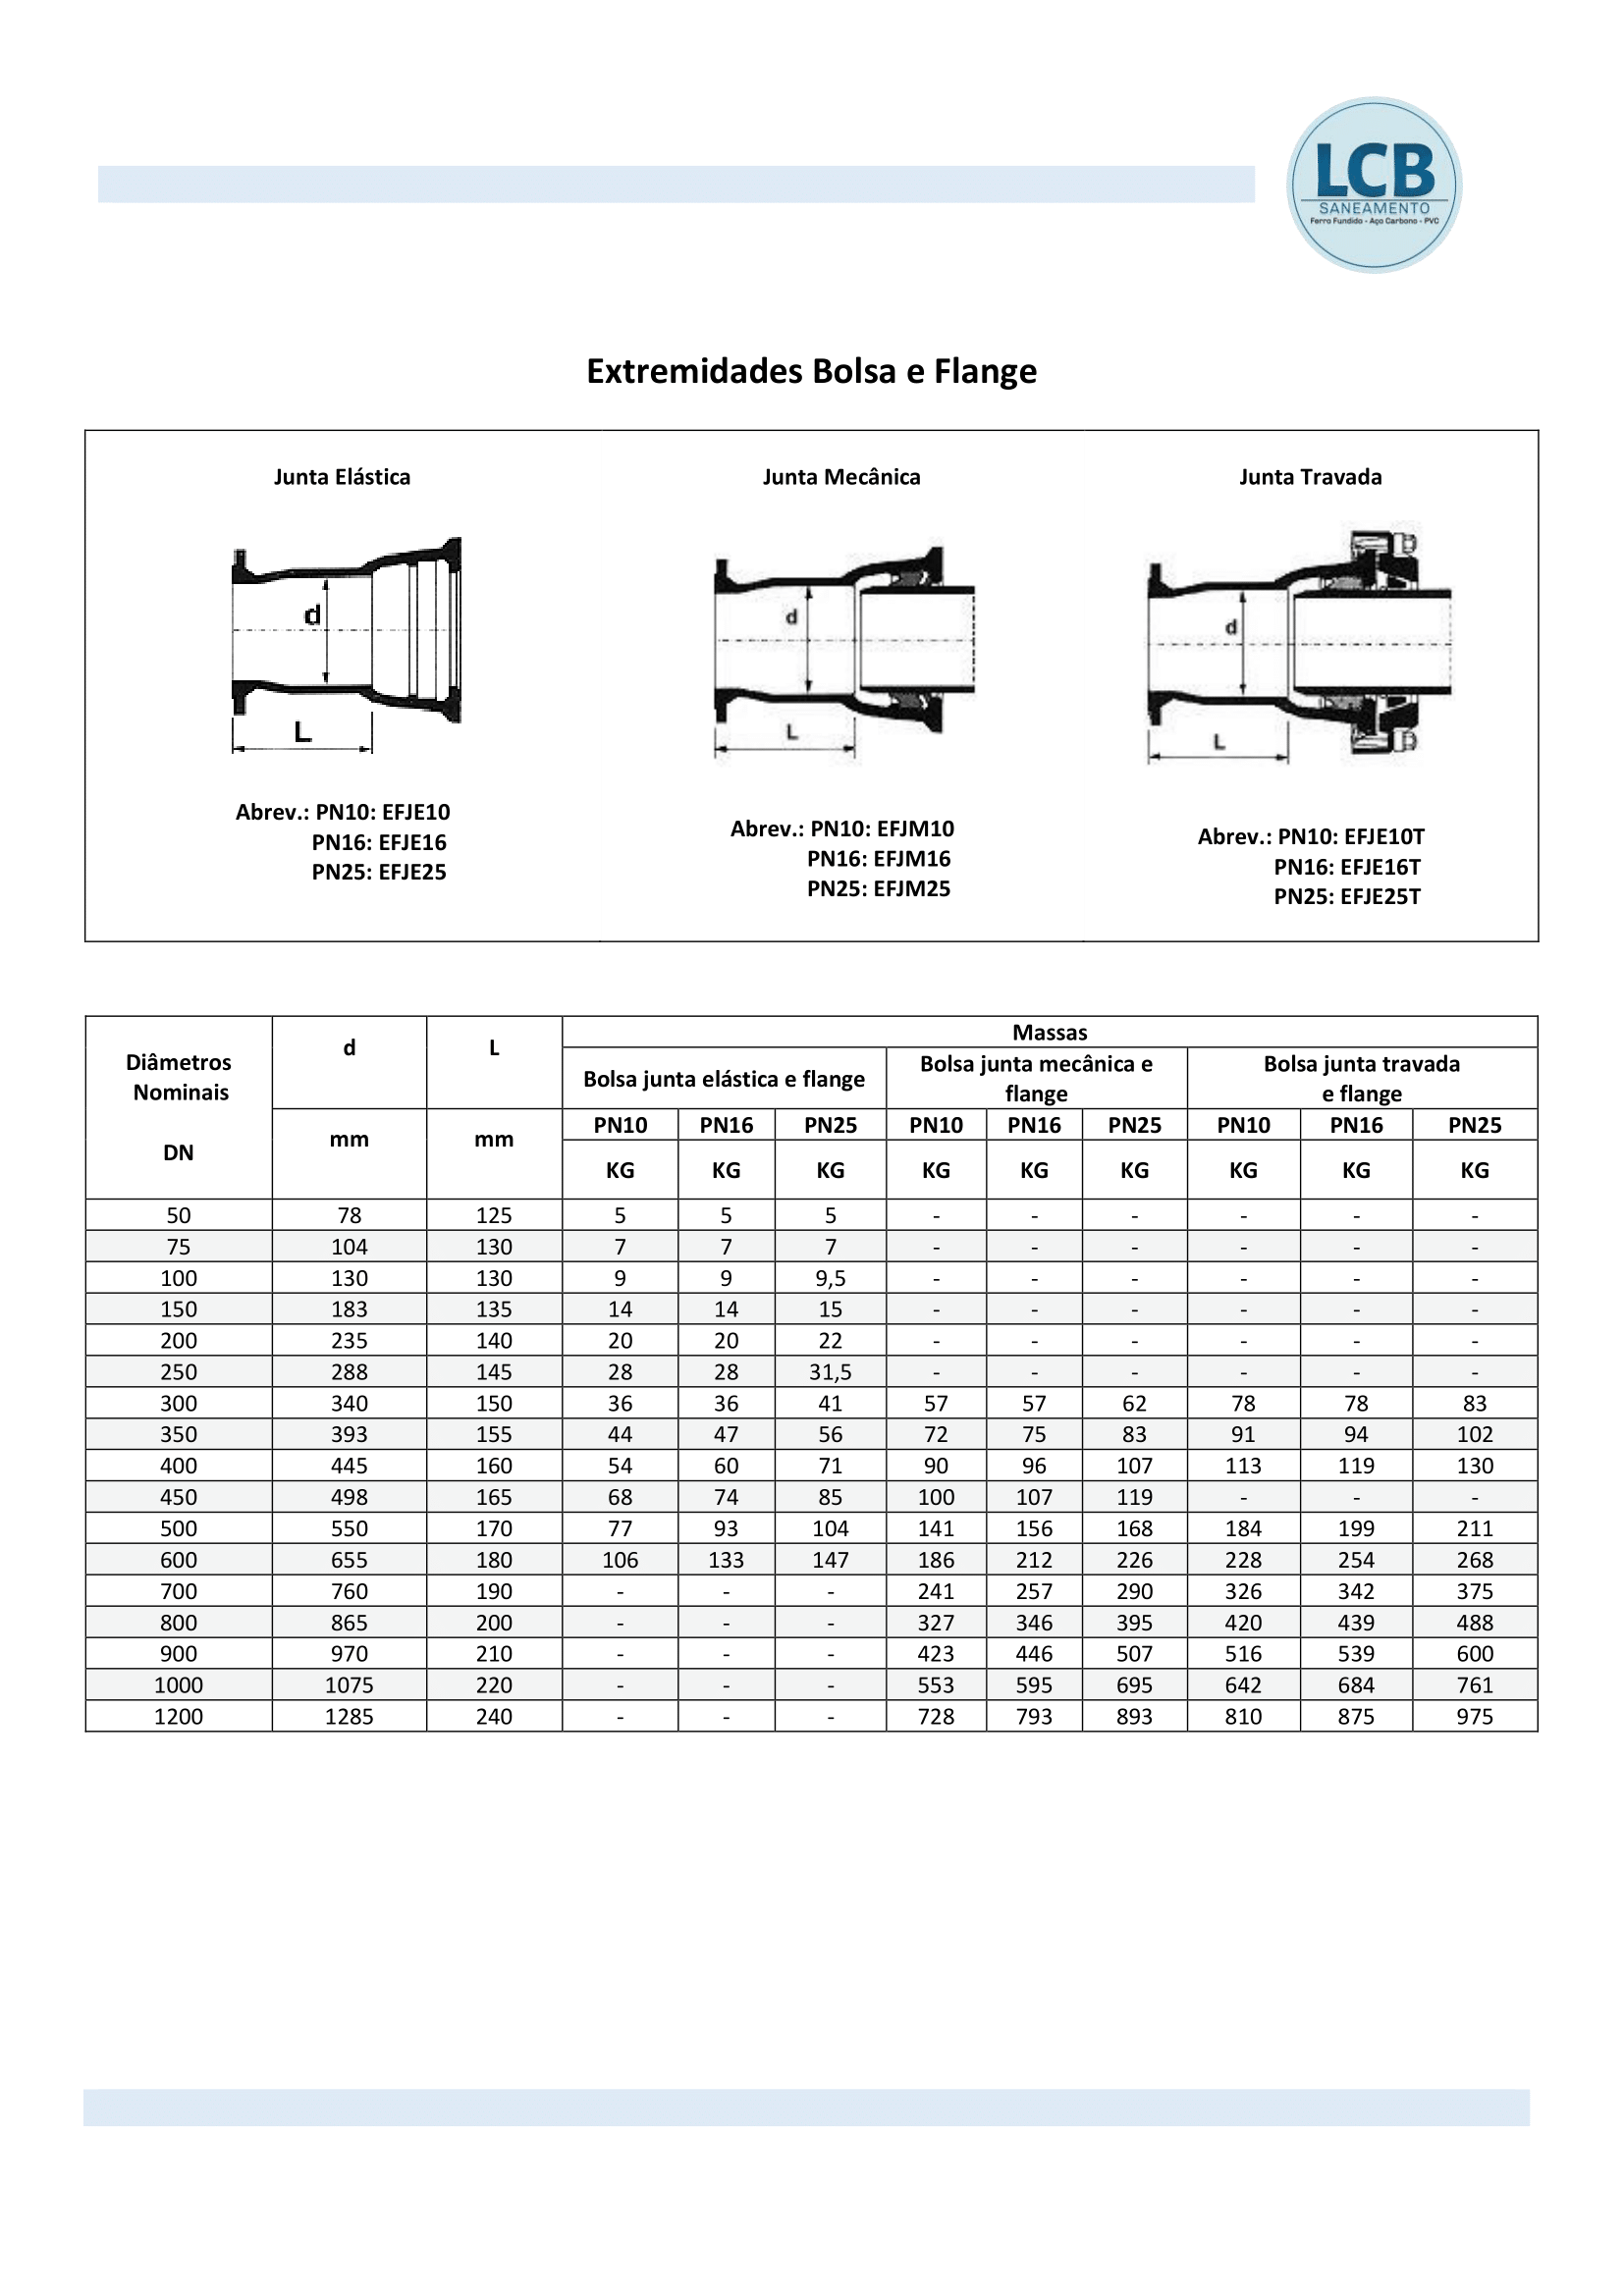 LCB
SANEAMENTO
Ferro Fundido - Aço Carbono - PVC
Extremidades Bolsa e Flange
Junta Elástica
d
L
Abrev.: PN10: EFJE10
PN16: EFJE16
PN25: EFJE25
Junta Mecânica
d
L
Abrev.: PN10: EFJM10
PN16: EFJM16
PN25: EFJM25
Junta Travada
d
L
Abrev.: PN10: EFJE10T
PN16: EFJE16T
PN25: EFJE25T
Diâmetros
Nominais
DN
d
mm
L
mm
Massas
Bolsa junta elástica e flange
Bolsa junta mecânica e
flange
Bolsa junta travada
e flange
PN10 PN16 PN25 PN10 PN16 PN25 PN10 PN16 PN25
KG KG KG KG KG KG KG KG KG
50 78 125 5 5 5 - - - - - -
75 104 130 7 7 7 - - - - - -
100 130 130 9 9 9,5 - - - - - -
150 183 135 14 14 15 - - - - - -
200 235 140 20 20 22 - - - - - -
250 288 145 28 28 31,5 - - - - - -
300 340 150 36 36 41 57 57 62 78 78 83
350 393 155 44 47 56 72 75 83 91 94 102
400 445 160 54 60 71 90 96 107 113 119 130
450 498 165 68 74 85 100 107 119 - - -
500 550 170 77 93 104 141 156 168 184 199 211
600 655 180 106 133 147 186 212 226 228 254 268
700 760 190 - - - 241 257 290 326 342 375
800 865 200 - - - 327 346 395 420 439 488
900 970 210 - - - 423 446 507 516 539 600
1000 1075 220 - - - 553 595 695 642 684 761
1200 1285 240 - - - 728 793 893 810 875 975